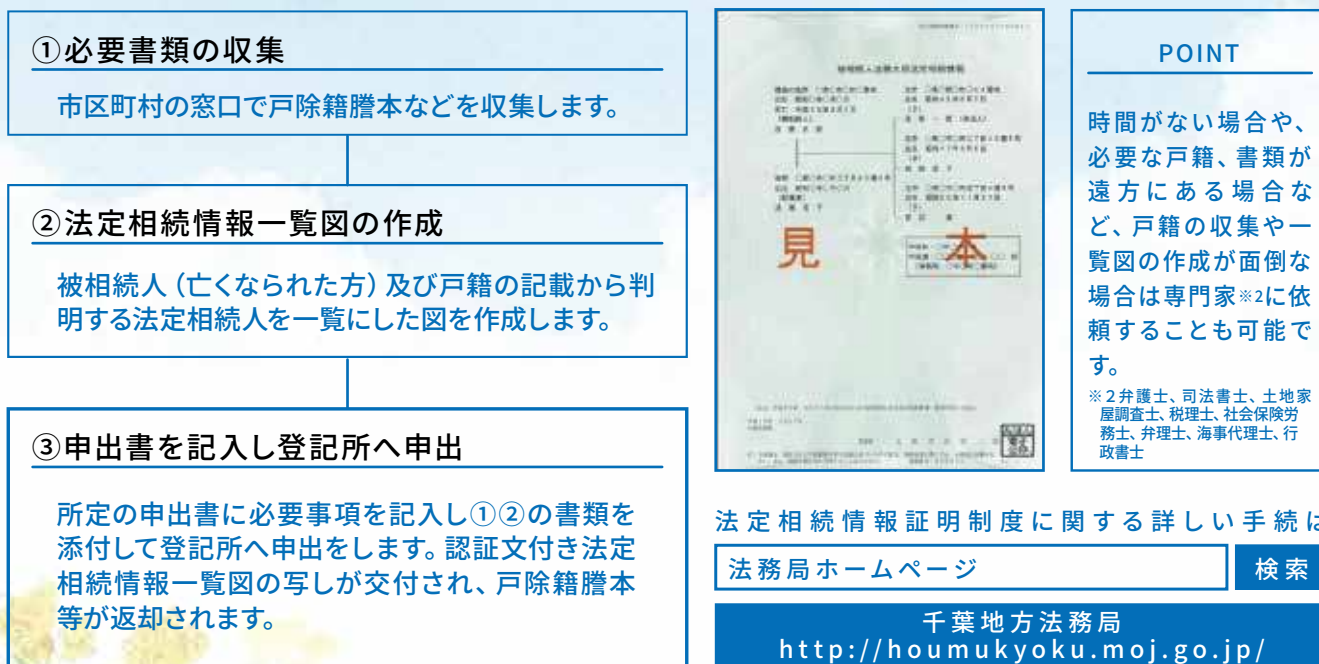 ①必要書類の収集
市区町村の窓口で戸除籍謄本などを収集します。
②法定相続情報一覧図の作成
被相続人(亡くなられた方)及び戸籍の記載から判
明する法定相続人を一覧にした図を作成します。
③申出書を記入し登記所へ申出
所定の申出書に必要事項を記入し①②の書類を
添付して登記所へ申出をします。認証文付き法定
相続情報一覧図の写しが交付され、戸除籍謄本
等が返却されます。
見本
POINT
時間がない場合や、
必要な戸籍、書類が
遠方にある場合な
ど、戸籍の収集や一
覧図の作成が面倒な
場合は専門家※2に依
頼することも可能で
す。
※2弁護士、司法書士、土地家
屋調査士、税理士、社会保険労
務士、弁理士、海事代理士、行
政書士
法定相続情報証明制度に関する詳しい手続は
法務局ホームページ
検索
千葉地方法務局
http://houmukyoku.moj.go.jp/